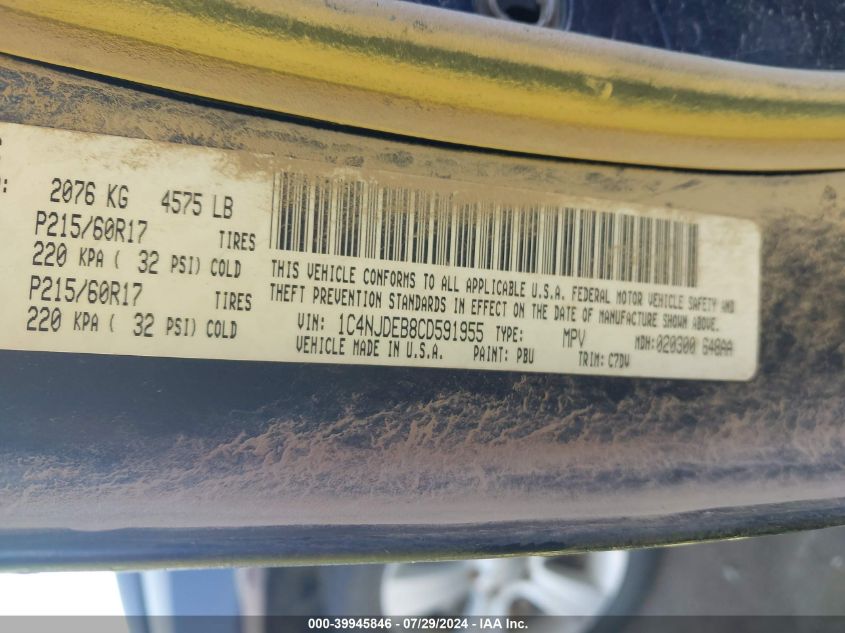 2076 KG 4575 LB
P215/60R17 TIRES
220 KPA ( 32 PSI) COLD
P215/60R17 TIRES
220 KPA ( 32 PSI) COLD
THIS VEHICLE CONFORMS TO ALL APPLICABLE U.S.A. FEDERAL MOTOR VEHICLE SAFETY AND
THEFT PREVENTION STANDARDS IN EFFECT ON THE DATE OF MANUFACTURE SHOWN ABOVE.
VIN: 1C4NJDEB8CD591955 TYPE: MPV MDH:020300 648AA
VEHICLE MADE IN U.S.A. PAINT: PBU TRIM: C7DV
000-39945846 / 07/29/2024 - IAA Inc.